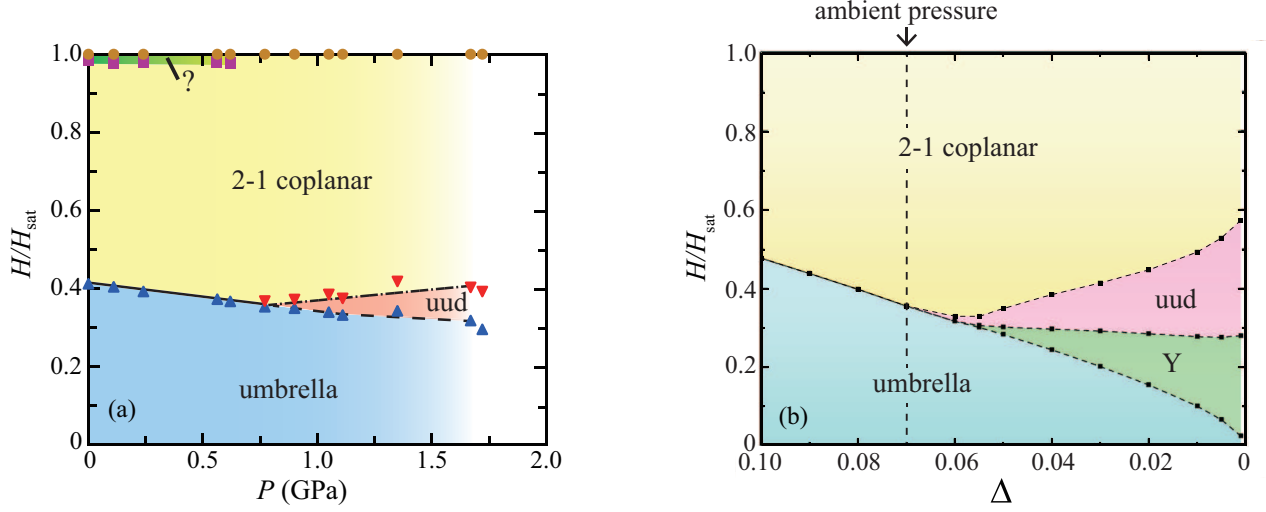 ambient pressure
1.0
0.8
0.6
0.4
0.2
0
H/Hsat
?
2-1 coplanar
uud
umbrella
(a)
0 0.5 1.0 1.5 2.0
P (GPa)
1.0
0.8
0.6
0.4
0.2
0
H/Hsat
2-1 coplanar
uud
Y
umbrella
(b)
0.10 0.08 0.06 0.04 0.02 0
Δ